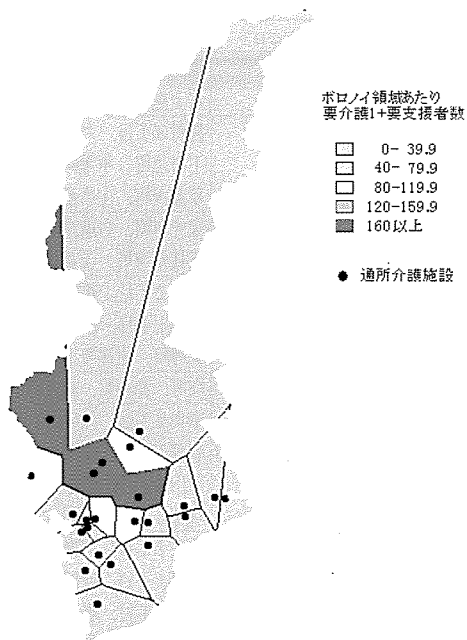 ボロノイ領域あたり
要介護1+要支援者数
0- 39.9
40- 79.9
80-119.9
120-159.9
160以上
通所介護施設